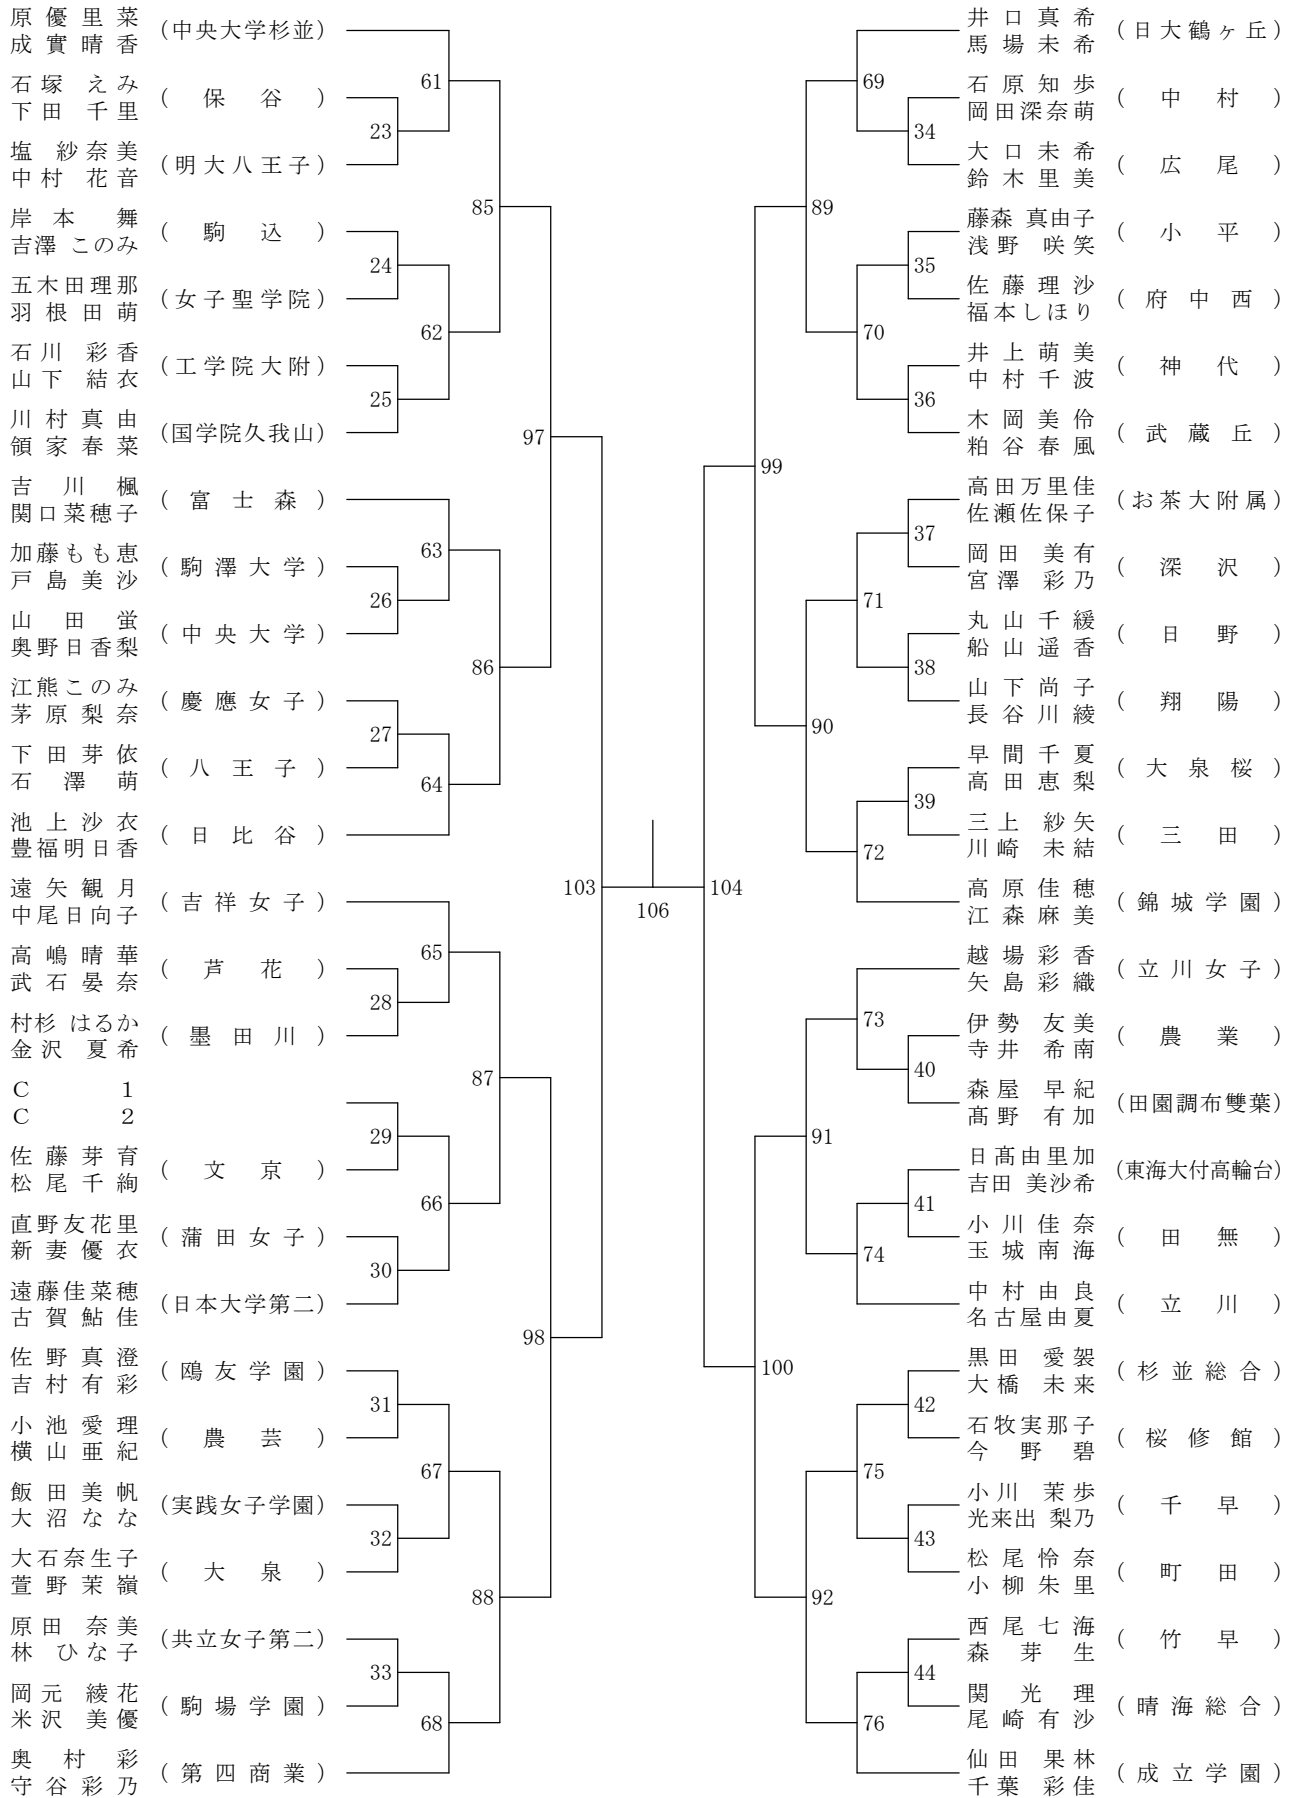 原優里菜
成實晴香
(中央大学杉並)
石塚 えみ
下田 千里
(保谷)
塩 紗奈美
中村 花音
(明大八王子)
岸本 舞
吉澤 このみ
(駒込)
五木田理那
羽根田萌
(女子聖学院)
石川 彩香
山下 結衣
(工学院大附)
川村真由
領家春菜
(国学院久我山)
吉川楓
関口菜穂子
(富士森)
加藤もも恵
戸島美沙
(駒澤大学)
山田蛍
奥野日香梨
(中央大学)
江熊このみ
茅原梨奈
(慶應女子)
下田芽依
石澤萌
(八王子)
池上沙衣
豊福明日香
(日比谷)
遠矢観月
中尾日向子
(吉祥女子)
高嶋晴華
武石晏奈
(芦花)
村杉 はるか
金沢 夏希
(墨田川)
C 1
C 2
佐藤芽育
松尾千絢
(文京)
直野友花里
新妻優衣
(蒲田女子)
遠藤佳菜穂
古賀鮎佳
(日本大学第二)
佐野真澄
吉村有彩
(鴎友学園)
小池愛理
横山亜紀
(農芸)
飯田美帆
大沼なな
(実践女子学園)
大石奈生子
萱野茉嶺
(大泉)
原田 奈美
林 ひな子
(共立女子第二)
岡元 綾花
米沢 美優
(駒場学園)
奥村彩
守谷彩乃
(第四商業)
61
23
85
24
62
25
97
63
26
86
27
64
103
65
28
87
29
66
30
98
31
67
32
88
33
68
106
104
69
34
89
35
70
36
99
37
71
38
90
39
72
73
40
91
41
74
100
42
75
43
92
44
76
井口真希
馬場未希
(日大鶴ヶ丘)
石原知歩
岡田深奈萌
(中村)
大口未希
鈴木里美
(広尾)
藤森 真由子
浅野 咲笑
(小平)
佐藤理沙
福本しほり
(府中西)
井上萌美
中村千波
(神代)
木岡美伶
粕谷春風
(武蔵丘)
高田万里佳
佐瀬佐保子
(お茶大附属)
岡田 美有
宮澤 彩乃
(深沢)
丸山千緩
船山遥香
(日野)
山下尚子
長谷川綾
(翔陽)
早間千夏
高田恵梨
(大泉桜)
三上 紗矢
川崎 未結
(三田)
高原佳穂
江森麻美
(錦城学園)
越場彩香
矢島彩織
(立川女子)
伊勢 友美
寺井 希南
(農業)
森屋 早紀
髙野 有加
(田園調布雙葉)
日髙由里加
吉田 美沙希
(東海大付高輪台)
小川佳奈
玉城南海
(田無)
中村由良
名古屋由夏
(立川)
黒田 愛袈
大橋 未来
(杉並総合)
石牧実那子
今野碧
(桜修館)
小川 茉歩
光来出 梨乃
(千早)
松尾怜奈
小柳朱里
(町田)
西尾七海
森芽生
(竹早)
関光理
尾崎有沙
(晴海総合)
仙田 果林
千葉 彩佳
(成立学園)